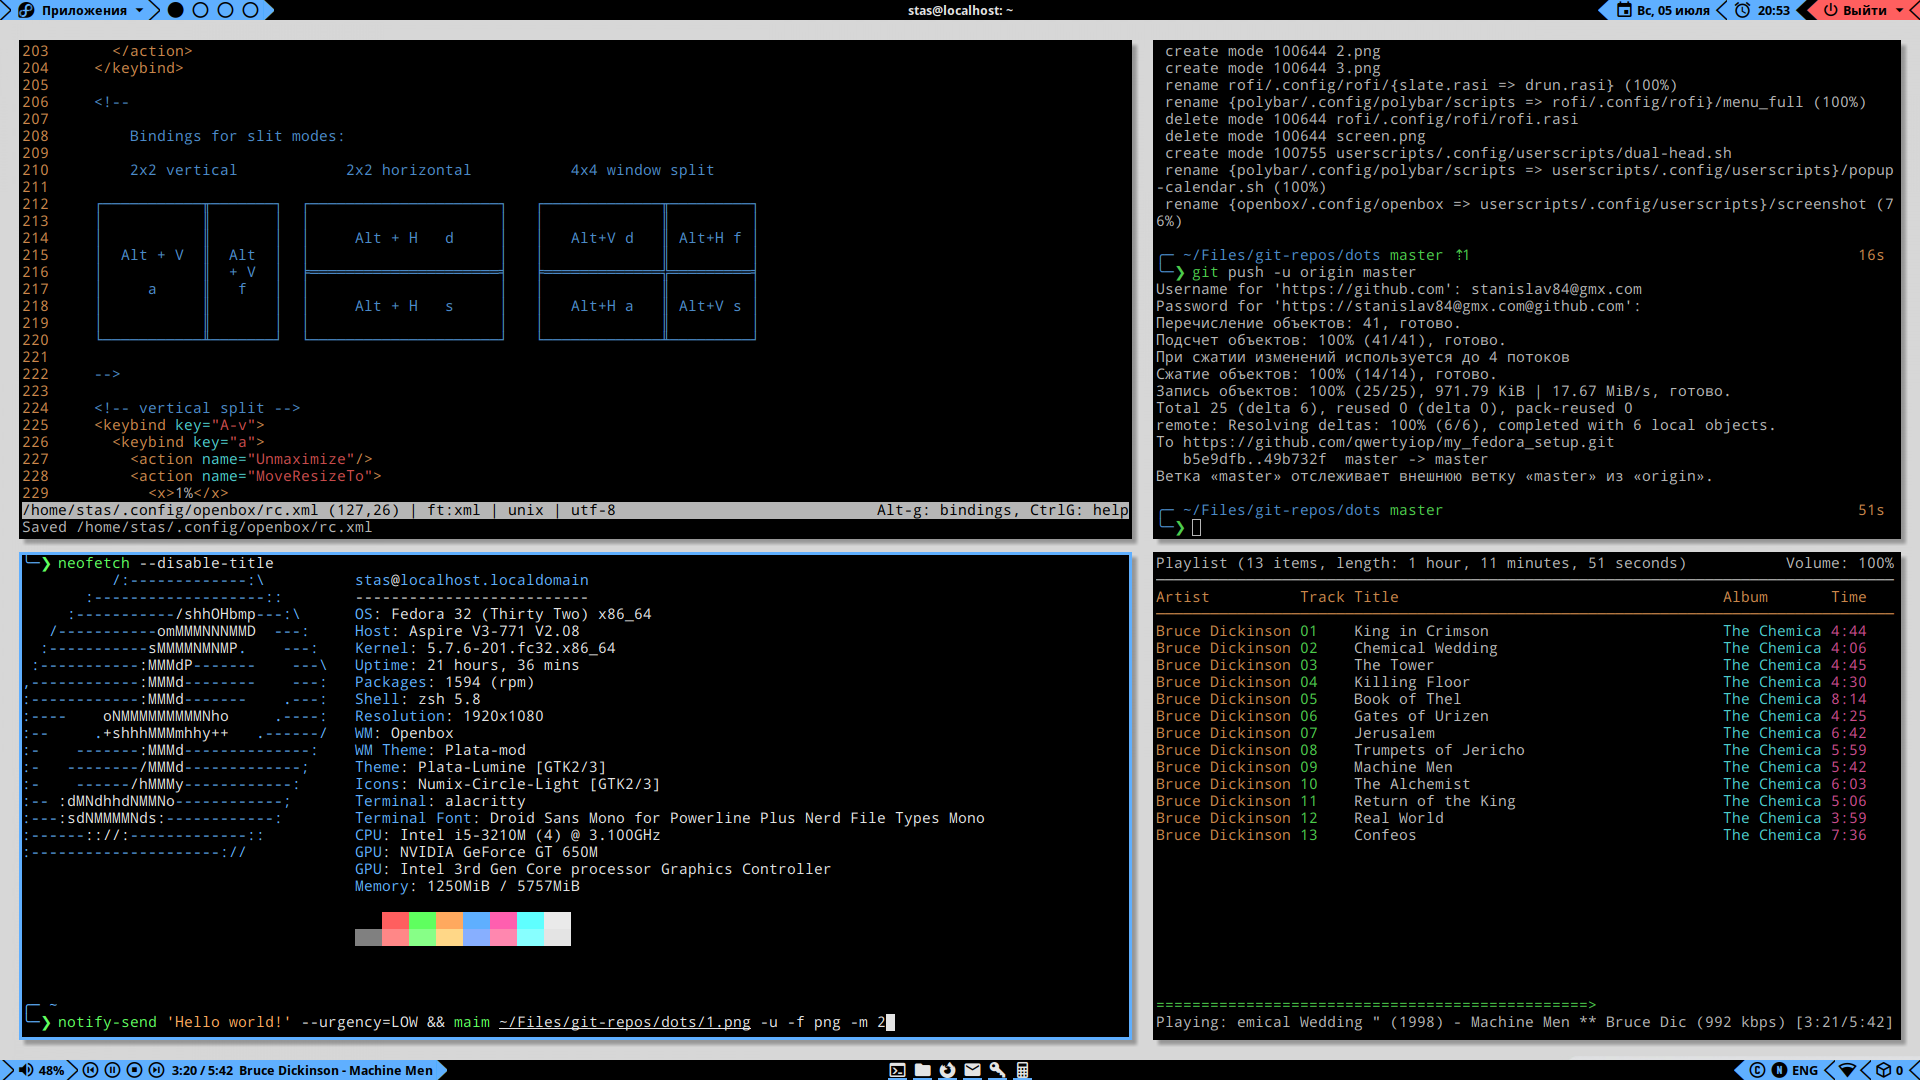 Приложения
stas@localhost: ~
Вс, 05 июля
20:53
Выйти
203       </action>
204     </keybind>
205
206     <!--
207
208         Bindings for slit modes:
209
210         2x2 vertical            2x2 horizontal           4x4 window split
211
212
213
214                                  Alt + H   d             Alt+V d     Alt+H f
215        Alt + V     Alt
216                    + V
217           a         f
218                                  Alt + H   s             Alt+H a     Alt+V s
219
220
221
222     -->
223
224     <!-- vertical split -->
225     <keybind key="A-v">
226       <keybind key="a">
227         <action name="Unmaximize"/>
228         <action name="MoveResizeTo">
229           <x>1%</x>
/home/stas/.config/openbox/rc.xml (127,26) | ft:xml | unix | utf-8    Alt-g: bindings, CtrlG: help
Saved /home/stas/.config/openbox/rc.xml
create mode 100644 2.png
create mode 100644 3.png
rename rofi/.config/rofi/{slate.rasi => drun.rasi} (100%)
rename {polybar/.config/polybar/scripts => rofi/.config/rofi}/menu_full (100%)
delete mode 100644 rofi/.config/rofi/rofi.rasi
delete mode 100644 screen.png
create mode 100755 userscripts/.config/userscripts/dual-head.sh
rename {polybar/.config/polybar/scripts => userscripts/.config/userscripts}/popup
-calendar.sh (100%)
rename {openbox/.config/openbox => userscripts/.config/userscripts}/screenshot (7
6%)
~/Files/git-repos/dots master ⇡1    16s
❯ git push -u origin master
Username for 'https://github.com': stanislav84@gmx.com
Password for 'https://stanislav84@gmx.com@github.com':
Перечисление объектов: 41, готово.
Подсчет объектов: 100% (41/41), готово.
При сжатии изменений используется до 4 потоков
Сжатие объектов: 100% (14/14), готово.
Запись объектов: 100% (25/25), 971.79 KiB | 17.67 MiB/s, готово.
Total 25 (delta 6), reused 0 (delta 0), pack-reused 0
remote: Resolving deltas: 100% (6/6), completed with 6 local objects.
To https://github.com/qwertyiop/my_fedora_setup.git
   b5e9dfb..49b732f  master -> master
Ветка «master» отслеживает внешнюю ветку «master» из «origin».
~/Files/git-repos/dots master    51s
❯
❯ neofetch --disable-title
         /:-------------:\          stas@localhost.localdomain
      :-------------------::        --------------------------
    :-----------/shhOHbmp---:\      OS: Fedora 32 (Thirty Two) x86_64
  /-----------omMMMNNNMMD  ---:     Host: Aspire V3-771 V2.08
 :-----------sMMMMNMNMP.    ---:    Kernel: 5.7.6-201.fc32.x86_64
:-----------:MMMdP-------    ---\   Uptime: 21 hours, 36 mins
,------------:MMMd--------    ---:   Packages: 1594 (rpm)
:------------:MMMd-------    .---:   Shell: zsh 5.8
:----    oNMMMMMMMMMNho     .----:   Resolution: 1920x1080
:--     .+shhhMMMmhhy++   .------/   WM: Openbox
:-    -------:MMMd--------------:    WM Theme: Plata-mod
:-   --------/MMMd-------------;     Theme: Plata-Lumine [GTK2/3]
:-    ------/hMMMy------------:      Icons: Numix-Circle-Light [GTK2/3]
:-- :dMNdhhdNMMNo------------;       Terminal: alacritty
:---:sdNMMMMNds:------------:        Terminal Font: Droid Sans Mono for Powerline Plus Nerd File Types Mono
:------:://:-------------::          CPU: Intel i5-3210M (4) @ 3.100GHz
:---------------------://            GPU: NVIDIA GeForce GT 650M
GPU: Intel 3rd Gen Core processor Graphics Controller
Memory: 1250MiB / 5757MiB
~
❯ notify-send 'Hello world!' --urgency=LOW && maim ~/Files/git-repos/dots/1.png -u -f png -m 2
Playlist (13 items, length: 1 hour, 11 minutes, 51 seconds)    Volume: 100%
Artist    Track Title    Album    Time
Bruce Dickinson 01    King in Crimson    The Chemica 4:44
Bruce Dickinson 02    Chemical Wedding    The Chemica 4:06
Bruce Dickinson 03    The Tower    The Chemica 4:45
Bruce Dickinson 04    Killing Floor    The Chemica 4:30
Bruce Dickinson 05    Book of Thel    The Chemica 8:14
Bruce Dickinson 06    Gates of Urizen    The Chemica 4:25
Bruce Dickinson 07    Jerusalem    The Chemica 6:42
Bruce Dickinson 08    Trumpets of Jericho    The Chemica 5:59
Bruce Dickinson 09    Machine Men    The Chemica 5:42
Bruce Dickinson 10    The Alchemist    The Chemica 6:03
Bruce Dickinson 11    Return of the King    The Chemica 5:06
Bruce Dickinson 12    Real World    The Chemica 3:59
Bruce Dickinson 13    Confeos    The Chemica 7:36
================================================>
Playing: emical Wedding " (1998) - Machine Men ** Bruce Dic (992 kbps) [3:21/5:42]
48%
3:20 / 5:42  Bruce Dickinson - Machine Men
ENG
0